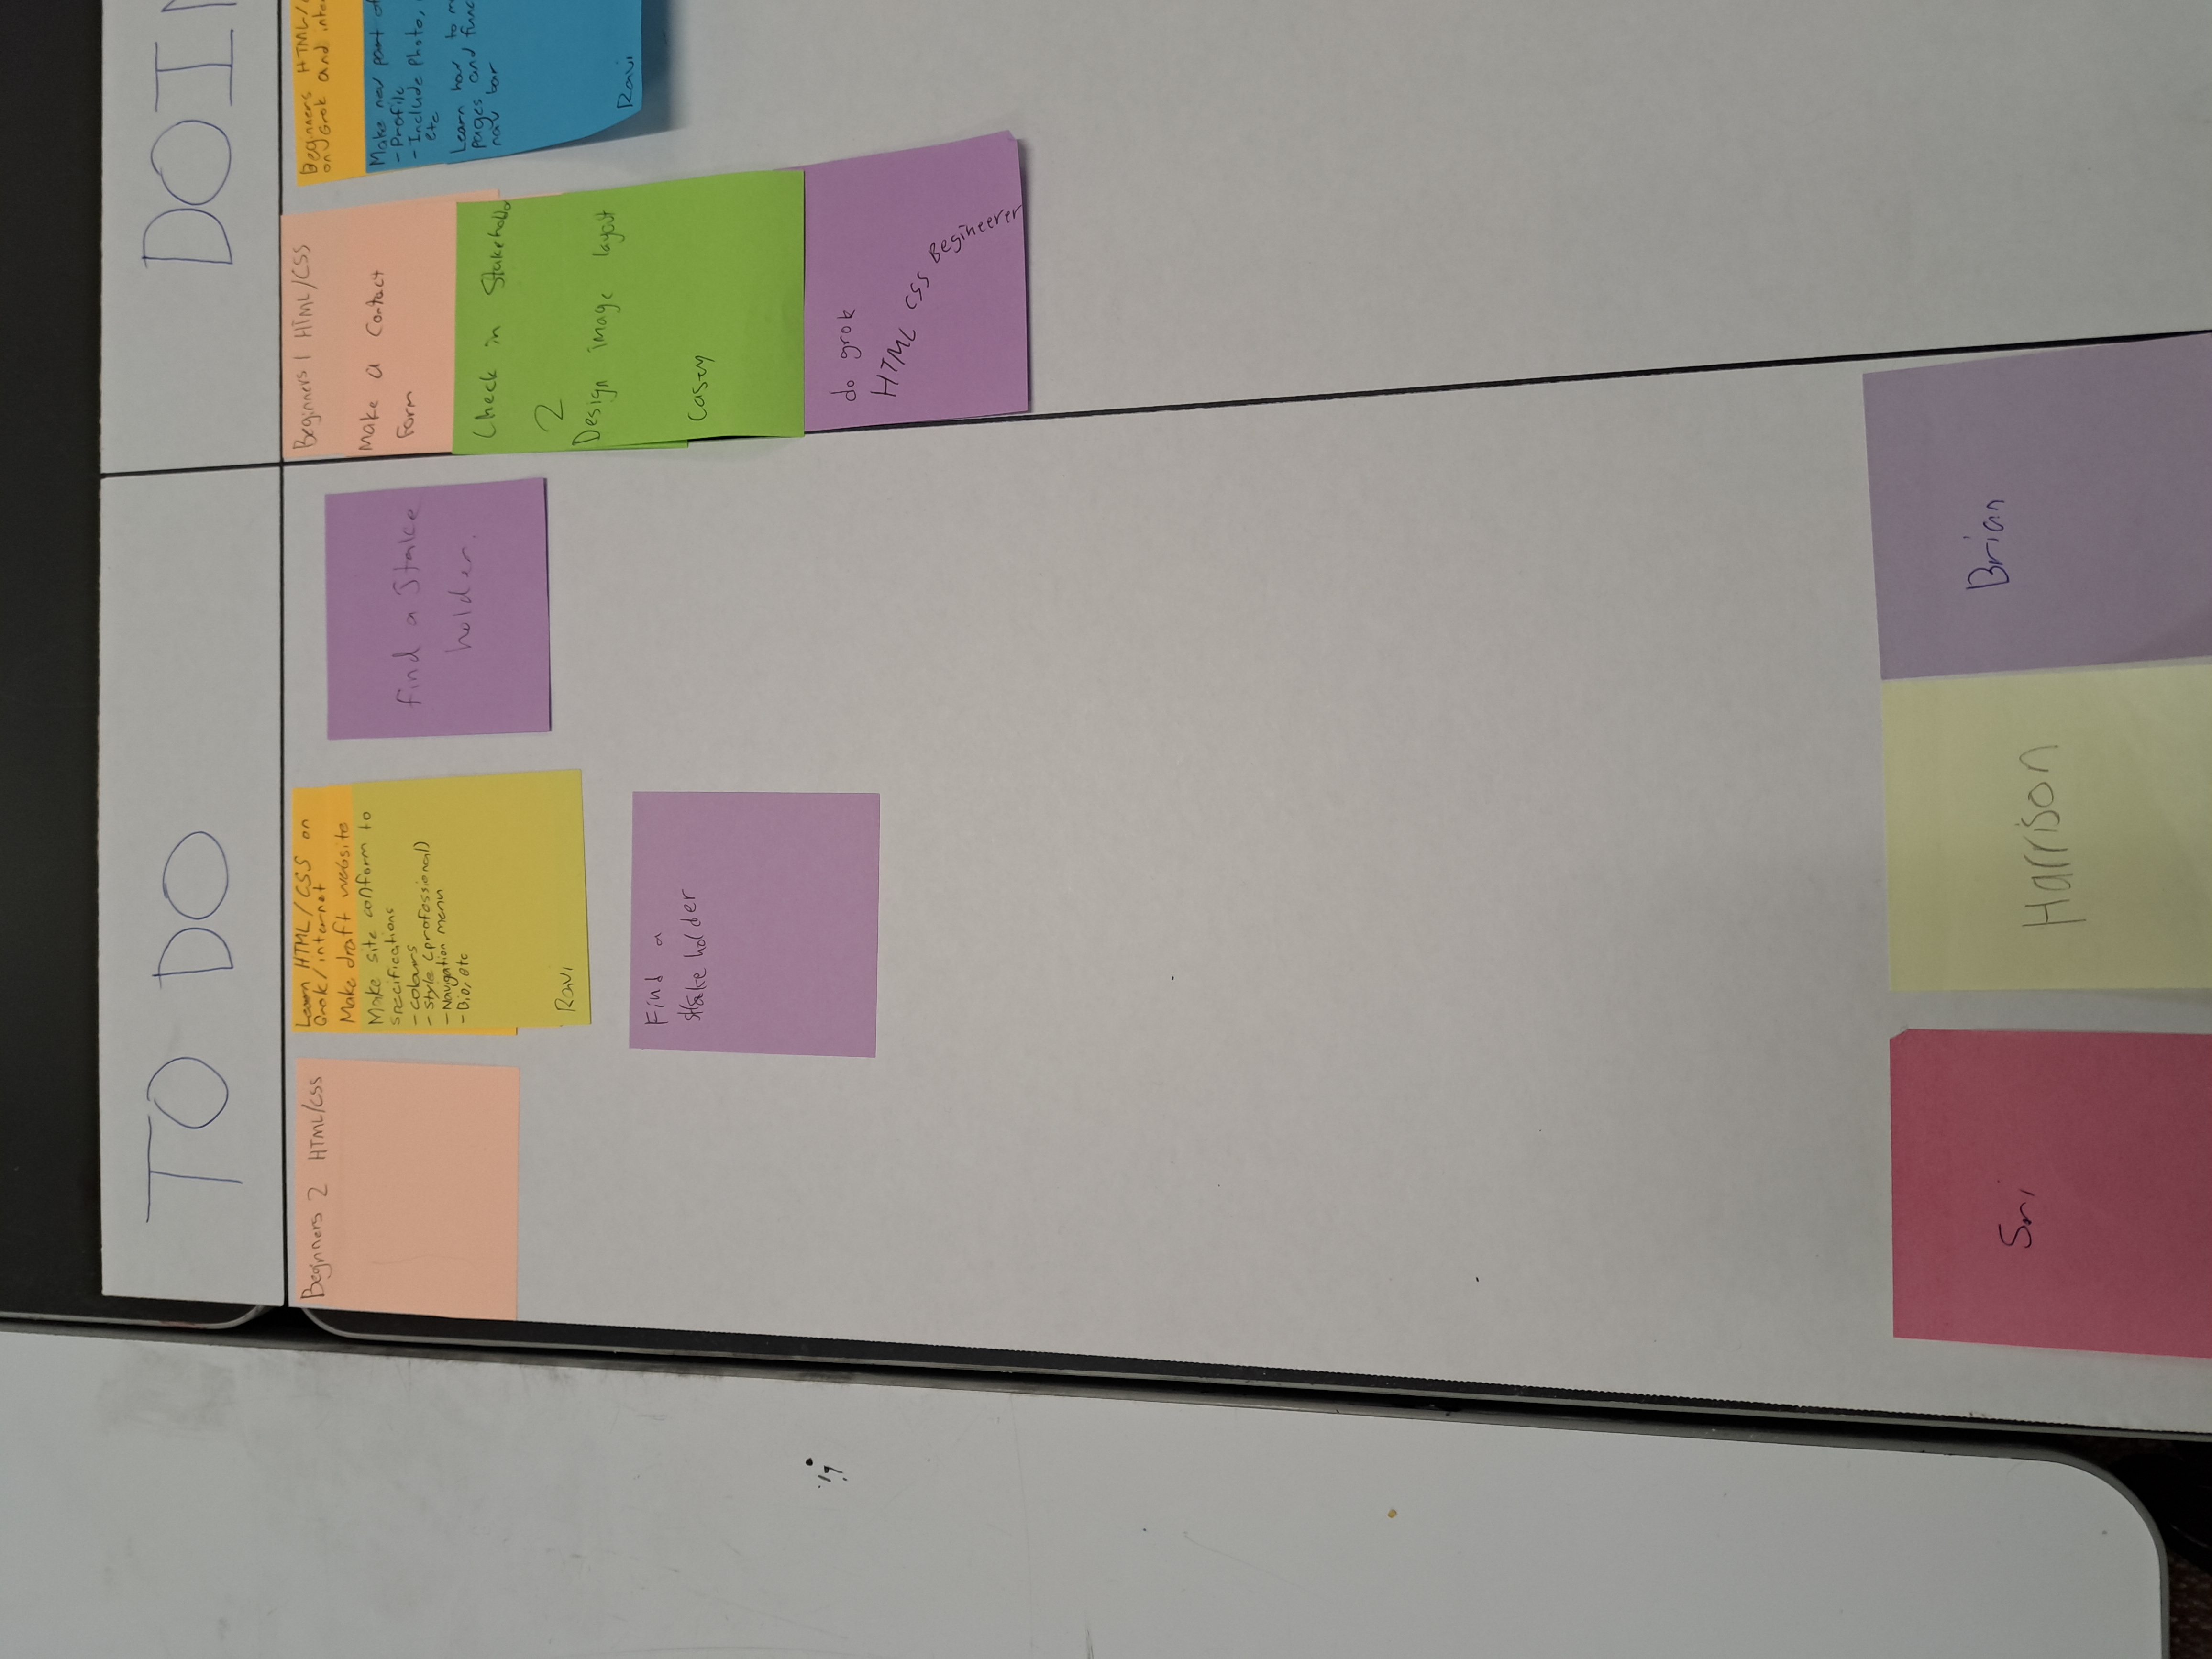 TO DO
DOIN
Beginners 2 HTML/CSS
Learn HTML/CSS on
Grok/internet
Make draft website
Make site conform to
specifications
- colours
- Style (professional)
- Navigation menu
- Bio, etc
Ravi
find a Stake
holder.
Find a
stake holder
Beginners 1 HTML/CSS
Make a Contact
Form
Check in Stakeholder
2
Design image layout
Casey
do grok
HTML CSS Begineerer
Beginners HTML/
on Grok and inte
Make new part of
- Profile
- Include Photo,
etc
Learn how to m
pages and func
nav bar
Ravi
Sri
Harrison
Brian